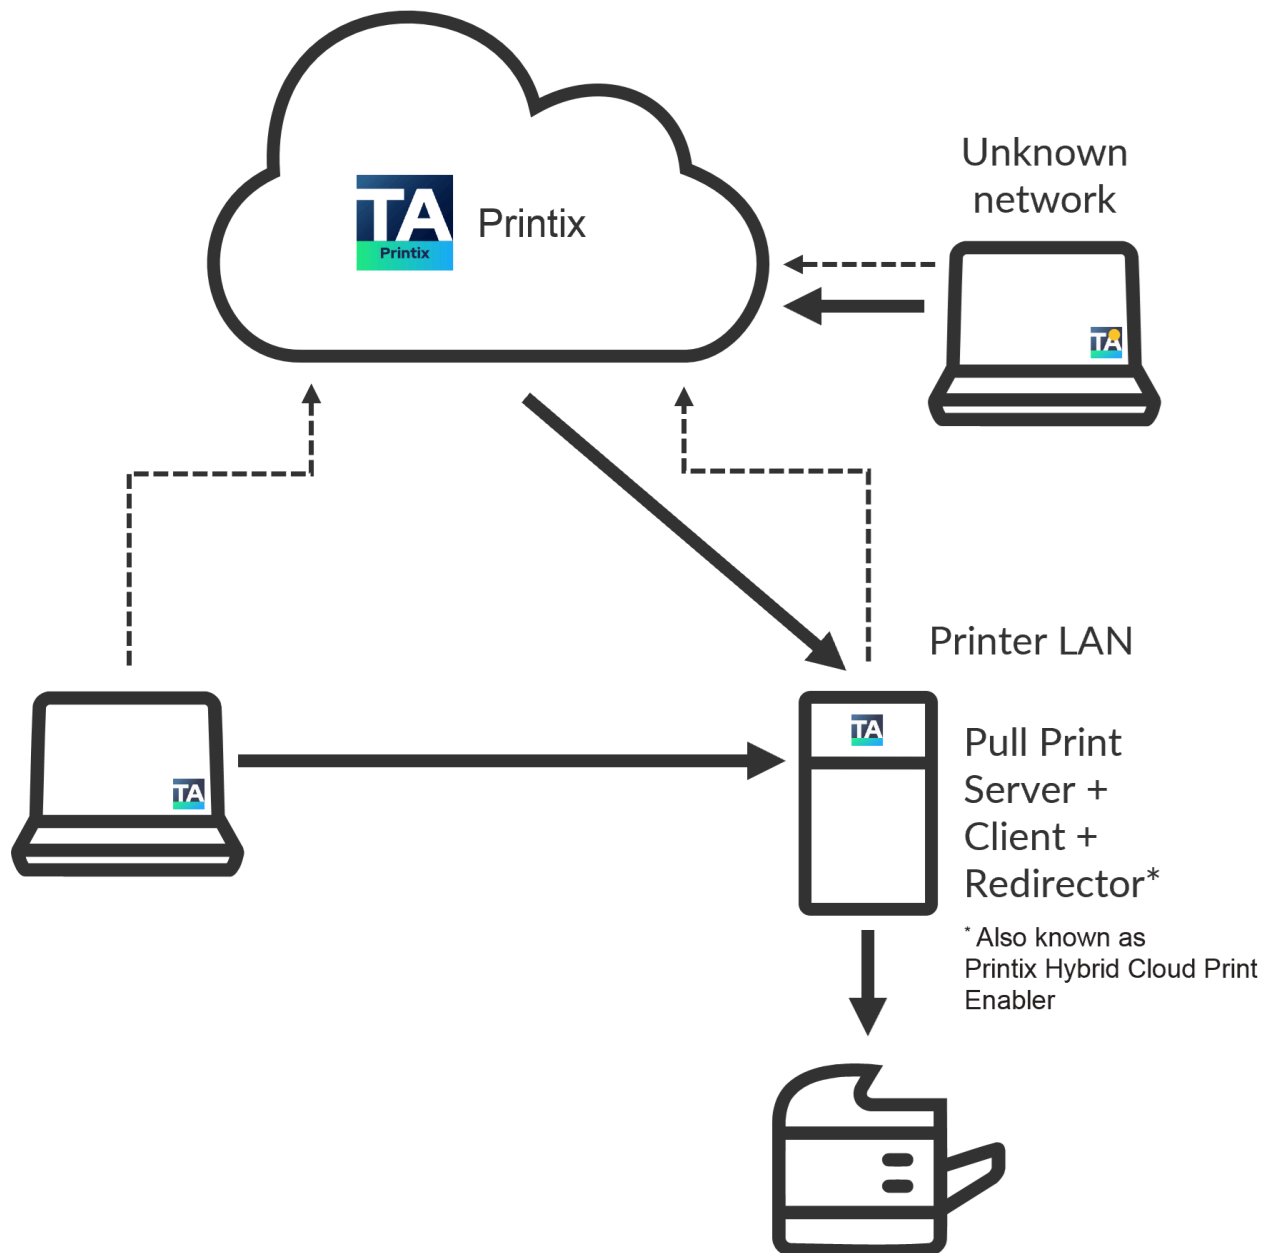 Unknown
network
TA
Printix
Printix
TA
Printer LAN
TA
TA
Pull Print
Server +
Client +
Redirector*
* Also known as
Printix Hybrid Cloud Print
Enabler